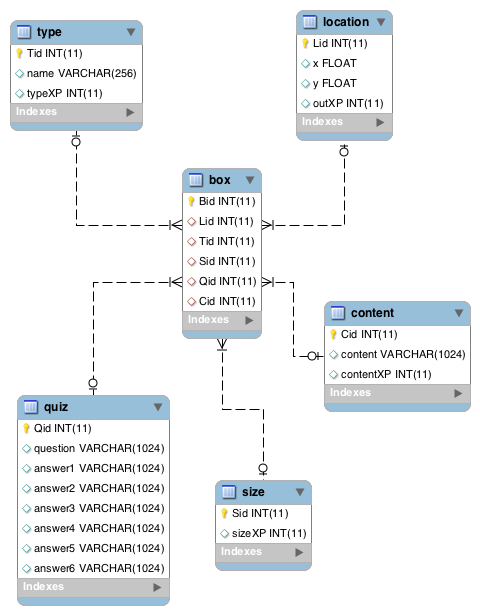 type
Tid INT(11)
name VARCHAR(256)
typeXP INT(11)
Indexes
location
Lid INT(11)
x FLOAT
y FLOAT
outXP INT(11)
Indexes
box
Bid INT(11)
Lid INT(11)
Tid INT(11)
Sid INT(11)
Qid INT(11)
Cid INT(11)
Indexes
content
Cid INT(11)
content VARCHAR(1024)
contentXP INT(11)
Indexes
quiz
Qid INT(11)
question VARCHAR(1024)
answer1 VARCHAR(1024)
answer2 VARCHAR(1024)
answer3 VARCHAR(1024)
answer4 VARCHAR(1024)
answer5 VARCHAR(1024)
answer6 VARCHAR(1024)
Indexes
size
Sid INT(11)
sizeXP INT(11)
Indexes